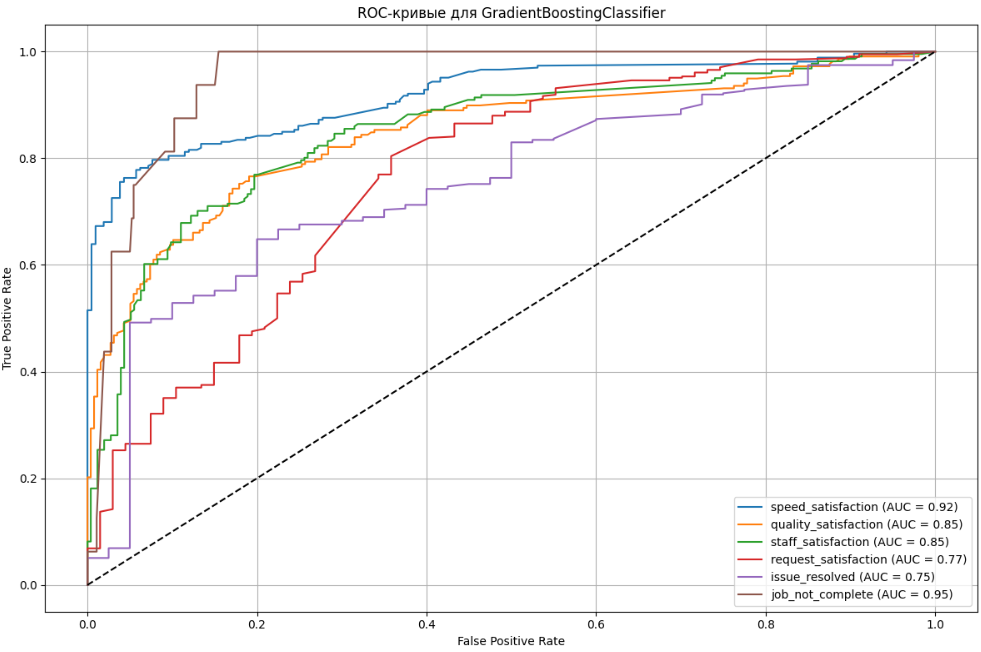 ROC-кривые для GradientBoostingClassifier
True Positive Rate
1.0
0.8
0.6
0.4
0.2
0.0
speed_satisfaction (AUC = 0.92)
quality_satisfaction (AUC = 0.85)
staff_satisfaction (AUC = 0.85)
request_satisfaction (AUC = 0.77)
issue_resolved (AUC = 0.75)
job_not_complete (AUC = 0.95)
0.0 0.2 0.4 0.6 0.8 1.0
False Positive Rate